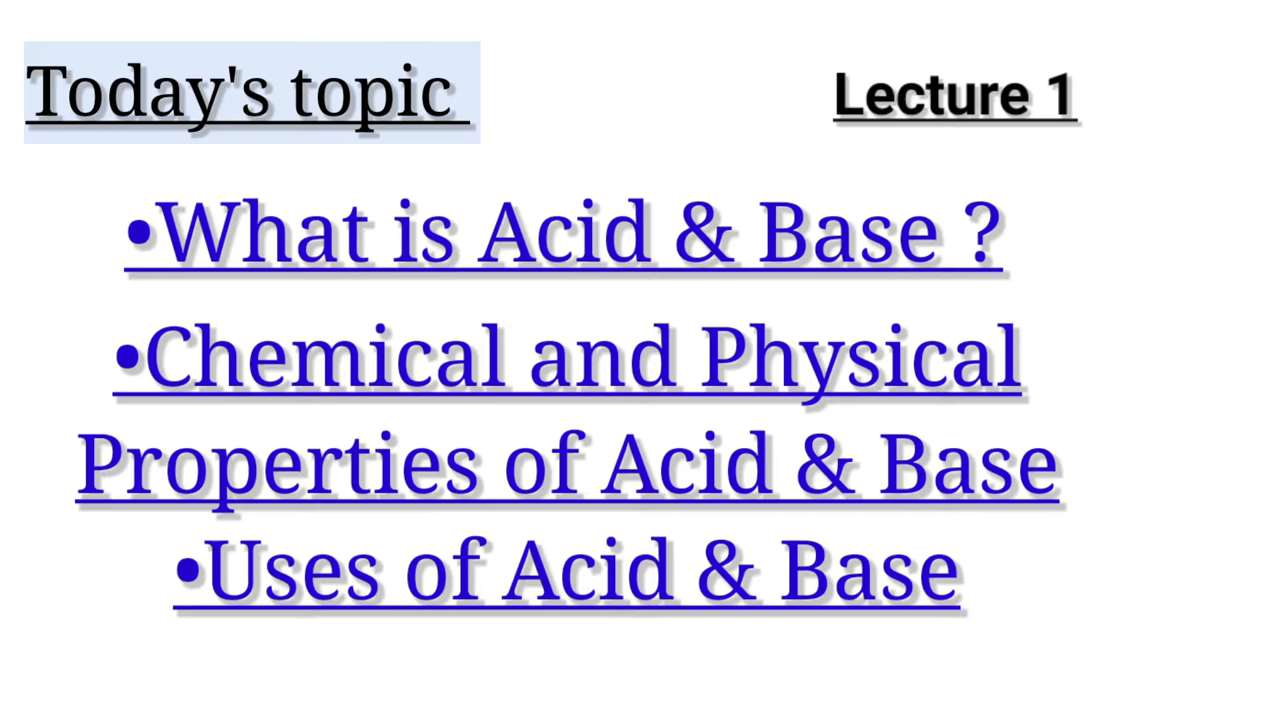 Today's topic
Lecture 1
•What is Acid & Base ?
•Chemical and Physical
Properties of Acid & Base
•Uses of Acid & Base